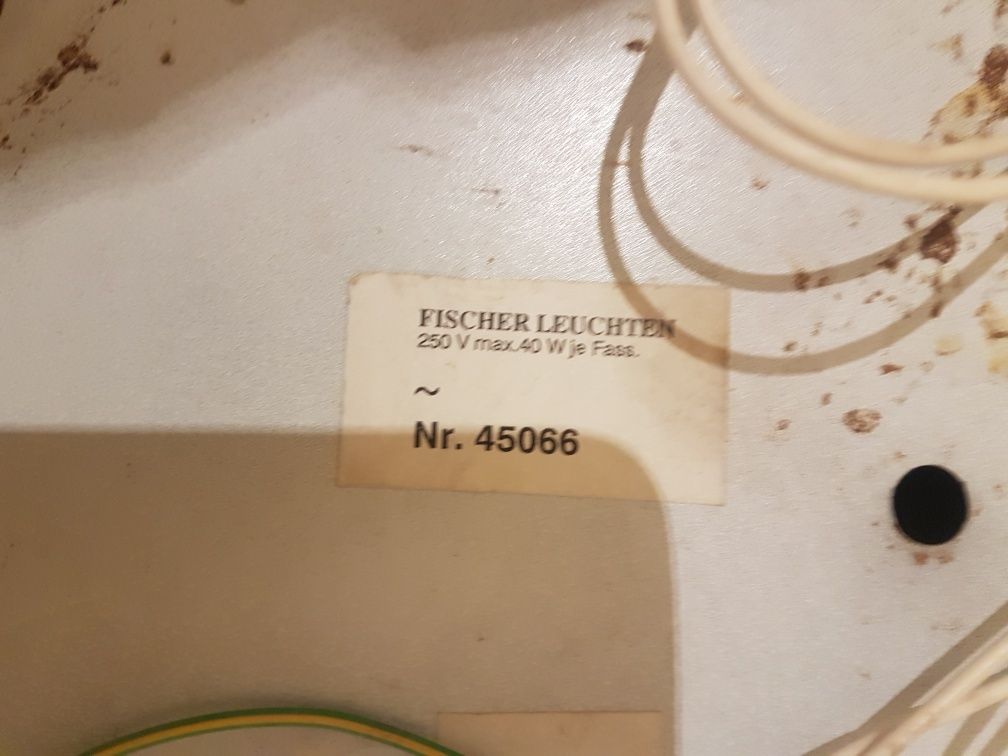 FISCHER LEUCHTEN
250 V max.40 W je Fass.
~
Nr. 45066